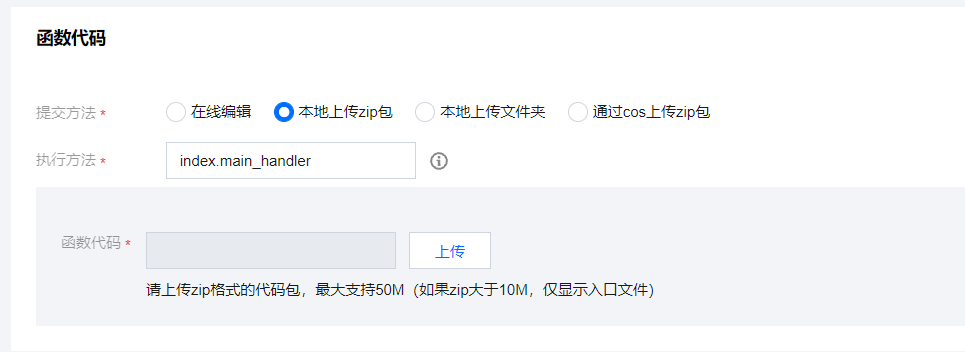 函数代码
提交方法 * 在线编辑 本地上传zip包 本地上传文件夹 通过cos上传zip包
执行方法 * index.main_handler
函数代码 * 上传
请上传zip格式的代码包，最大支持50M（如果zip大于10M，仅显示入口文件）